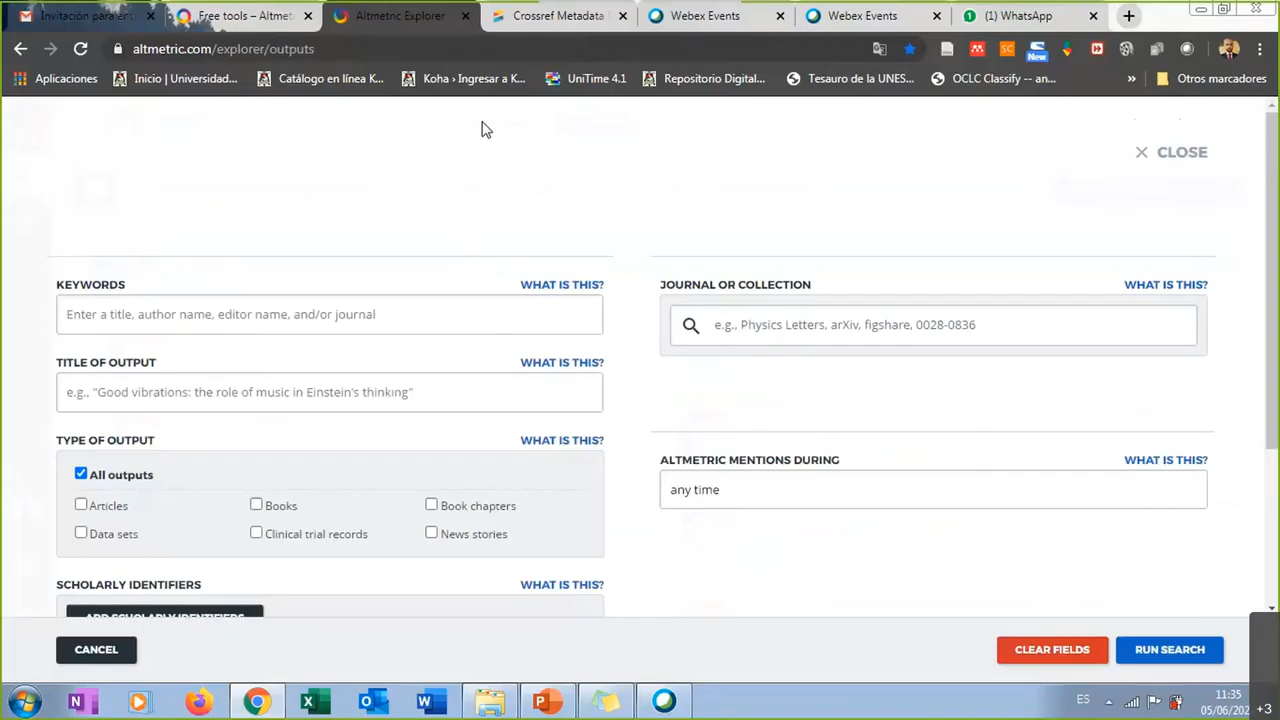 Invitación para ent
Free tools – Altmet
Altmetric Explorer
Crossref Metadata
Webex Events
Webex Events
(1) WhatsApp
altmetric.com/explorer/outputs
New
Aplicaciones
Inicio | Universidad...
Catálogo en línea K...
Koha › Ingresar a K...
UniTime 4.1
Repositorio Digital...
Tesauro de la UNES...
OCLC Classify -- an...
»
Otros marcadores
CLOSE
KEYWORDS
WHAT IS THIS?
Enter a title, author name, editor name, and/or journal
TITLE OF OUTPUT
WHAT IS THIS?
e.g., "Good vibrations: the role of music in Einstein's thinking"
TYPE OF OUTPUT
WHAT IS THIS?
All outputs
Articles
Books
Book chapters
Data sets
Clinical trial records
News stories
SCHOLARLY IDENTIFIERS
WHAT IS THIS?
ADD SCHOLARLY IDENTIFIERS
JOURNAL OR COLLECTION
WHAT IS THIS?
e.g., Physics Letters, arXiv, figshare, 0028-0836
ALTMETRIC MENTIONS DURING
WHAT IS THIS?
any time
CANCEL
CLEAR FIELDS
RUN SEARCH
ES
11:35
05/06/202
+3